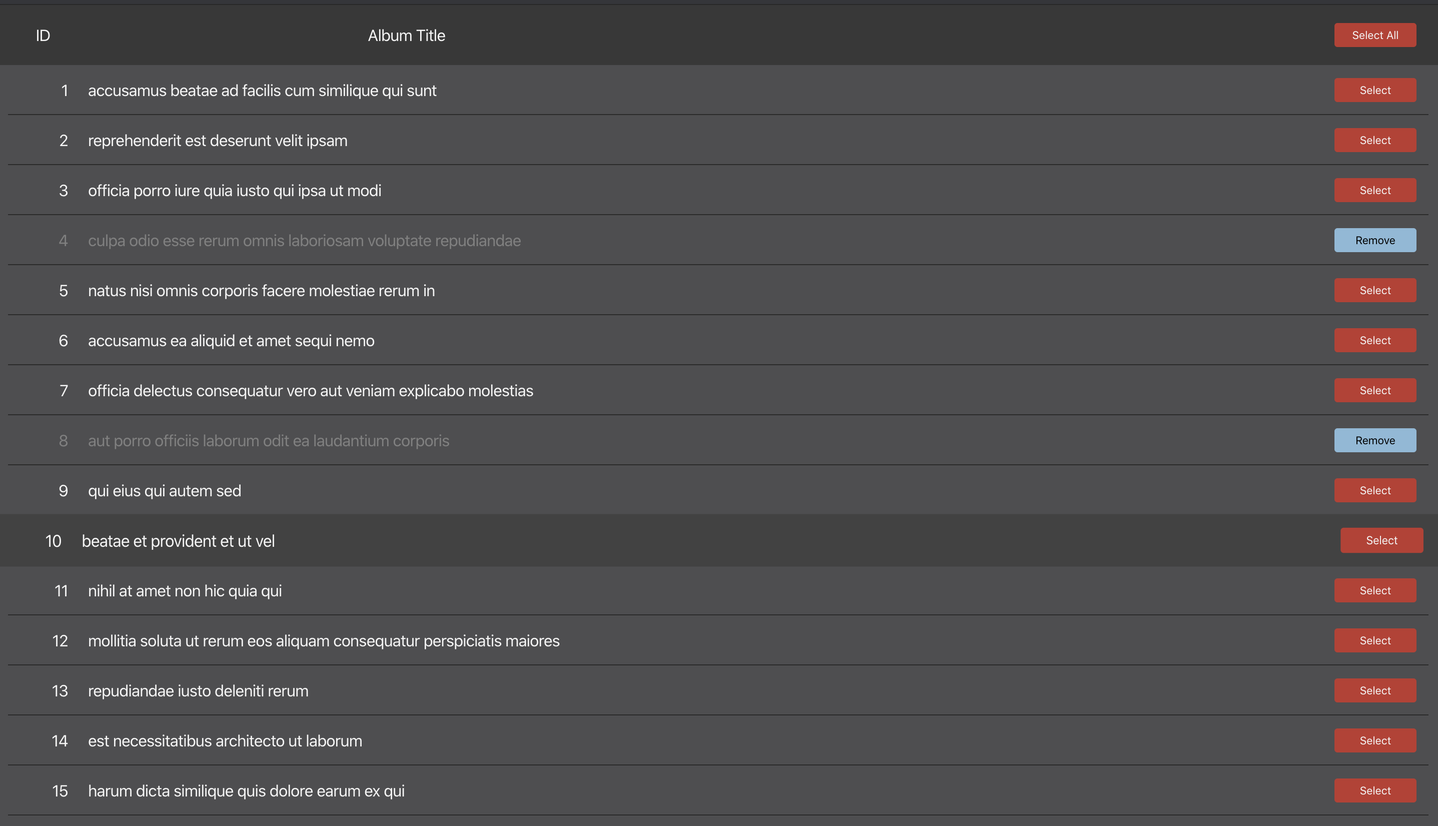 ID Album Title Select All
1 accusamus beatae ad facilis cum similique qui sunt Select
2 reprehenderit est deserunt velit ipsam Select
3 officia porro iure quia iusto qui ipsa ut modi Select
4 culpa odio esse rerum omnis laboriosam voluptate repudiandae Remove
5 natus nisi omnis corporis facere molestiae rerum in Select
6 accusamus ea aliquid et amet sequi nemo Select
7 officia delectus consequatur vero aut veniam explicabo molestias Select
8 aut porro officiis laborum odit ea laudantium corporis Remove
9 qui eius qui autem sed Select
10 beatae et provident et ut vel Select
11 nihil at amet non hic quia qui Select
12 mollitia soluta ut rerum eos aliquam consequatur perspiciatis maiores Select
13 repudiandae iusto deleniti rerum Select
14 est necessitatibus architecto ut laborum Select
15 harum dicta similique quis dolore earum ex qui Select